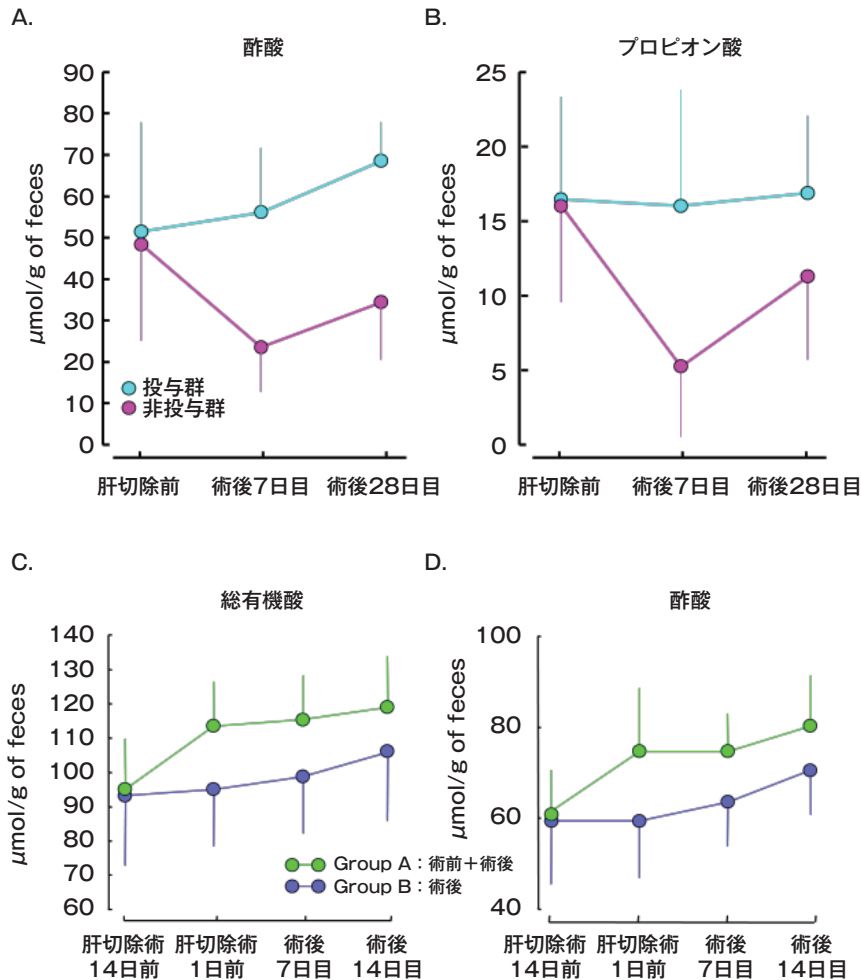 A.
酢酸
90
80
70
60
50
40
30
20
10
0
μmol/g of feces
投与群
非投与群
肝切除前
術後7日目
術後28日目
B.
プロピオン酸
25
20
15
10
5
0
μmol/g of feces
肝切除前
術後7日目
術後28日目
C.
総有機酸
140
130
120
110
100
90
80
70
60
μmol/g of feces
Group A：術前＋術後
Group B：術後
肝切除術
14日前
肝切除術
1日前
術後
7日目
術後
14日目
D.
酢酸
100
80
60
40
μmol/g of feces
肝切除術
14日前
肝切除術
1日前
術後
7日目
術後
14日目